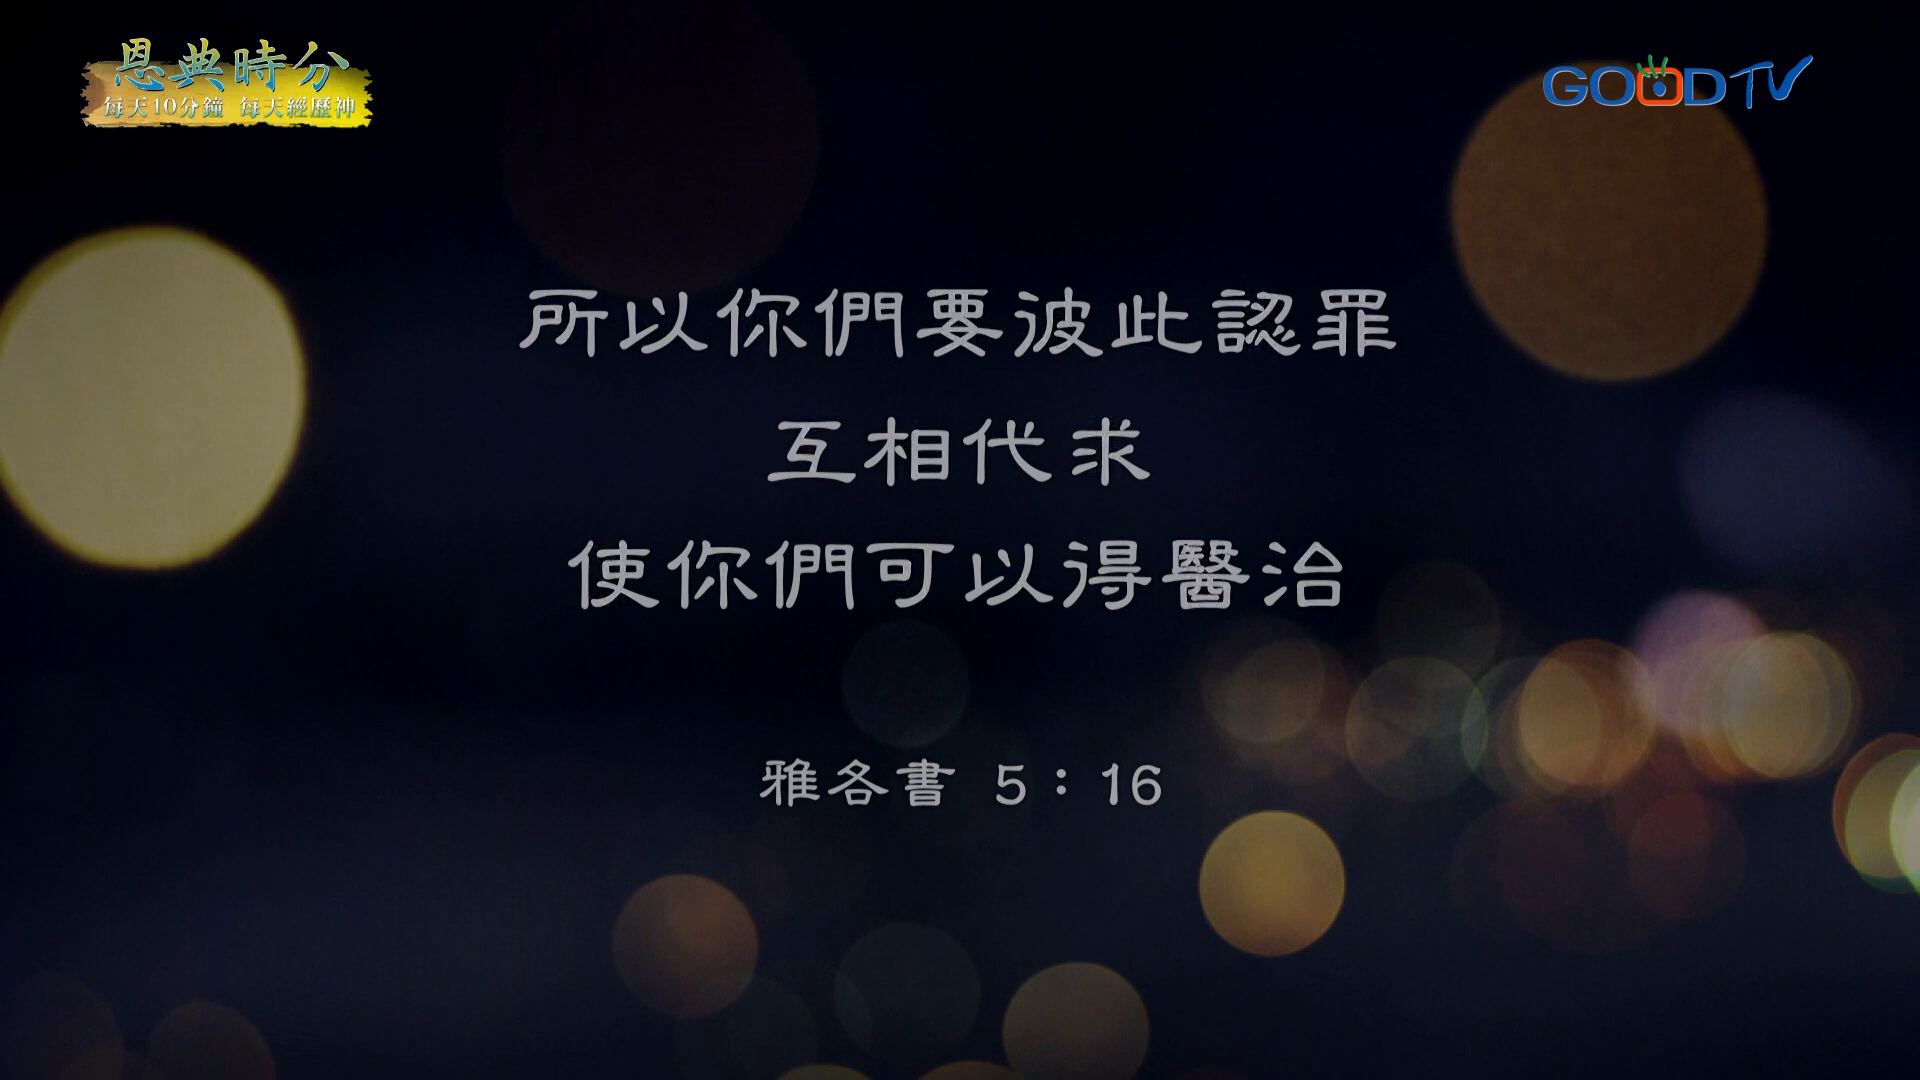 恩典時分
每天10分鐘 每天經歷神
GOOD TV
所以你們要彼此認罪
互相代求
使你們可以得醫治
雅各書 5：16